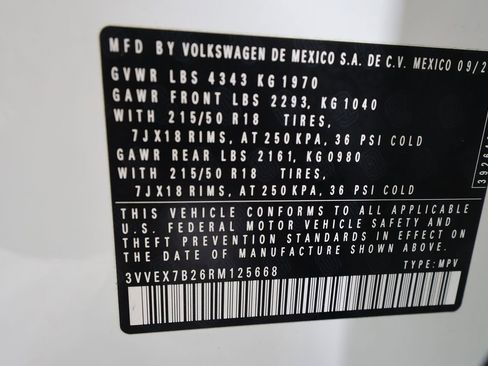 MFD BY VOLKSWAGEN DE MEXICO S.A. DE C.V. MEXICO 09/2
GVWR LBS 4343 KG 1970
GAWR FRONT LBS 2293, KG 1040
WITH 215/50 R18 TIRES,
7JX18 RIMS, AT 250 KPA, 36 PSI COLD
GAWR REAR LBS 2161, KG 0980
WITH 215/50 R18 TIRES,
7JX18 RIMS, AT 250 KPA, 36 PSI COLD
THIS VEHICLE CONFORMS TO ALL APPLICABLE
U.S. FEDERAL MOTOR VEHICLE SAFETY AND
THEFT PREVENTION STANDARDS IN EFFECT ON
THE DATE OF MANUFACTURE SHOWN ABOVE.
3VVEX7B26RM125668 TYPE: MPV